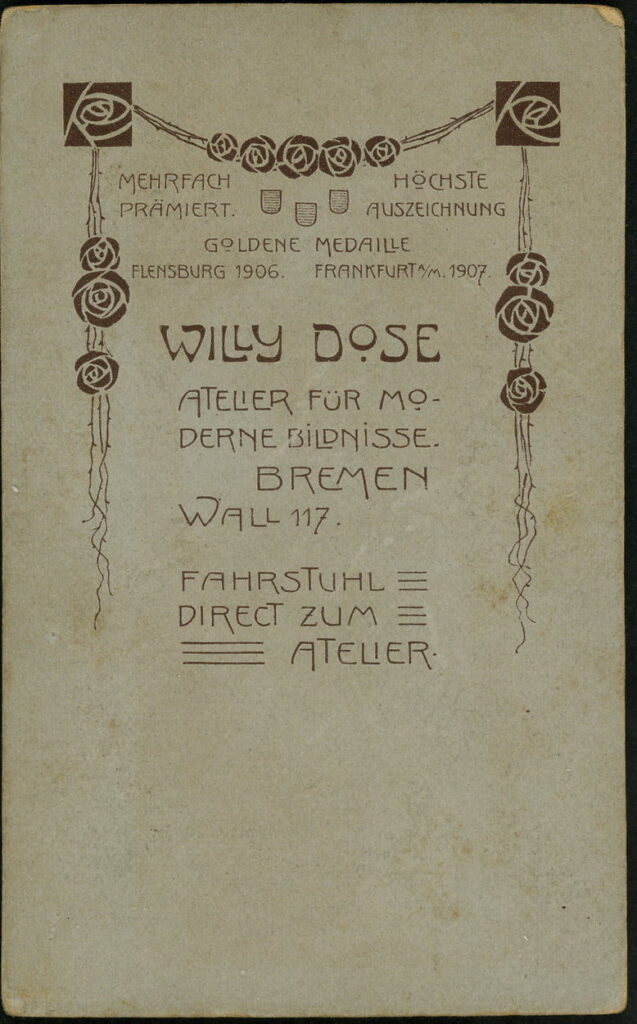 MEHRFACH HÖCHSTE
PRÄMIERT. AUSZEICHNUNG
GOLDENE MEDAILLE
FLENSBURG 1906. FRANKFURT A/M. 1907.
WILLY DOSE
ATELIER FÜR MO-
DERNE BILDNISSE.
BREMEN
WALL 117.
FAHRSTUHL
DIRECT ZUM
ATELIER.